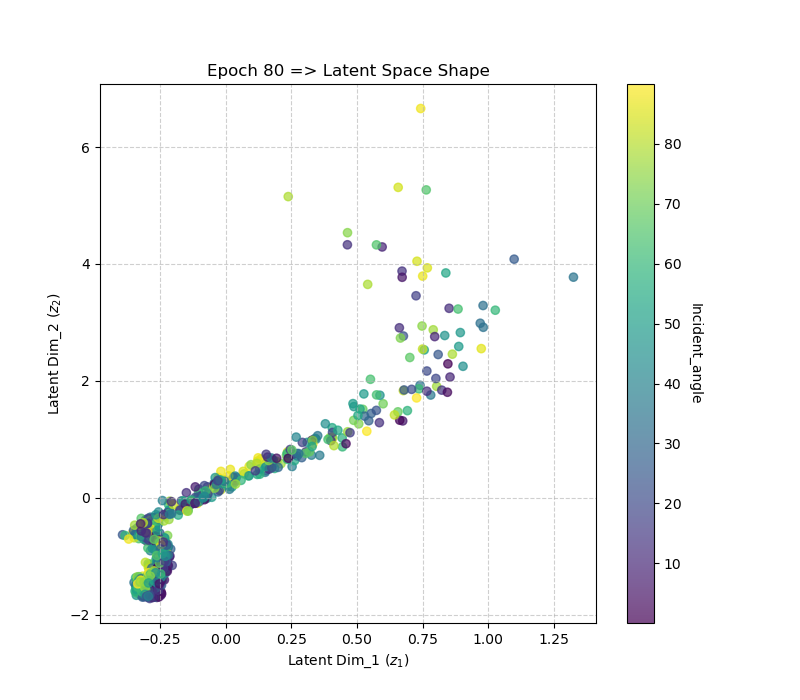 Epoch 80 => Latent Space Shape
6
4
2
0
−2
Latent Dim_2 (z₂)
−0.25 0.00 0.25 0.50 0.75 1.00 1.25
Latent Dim_1 (z₁)
80
70
60
50
40
30
20
10
Incident_angle